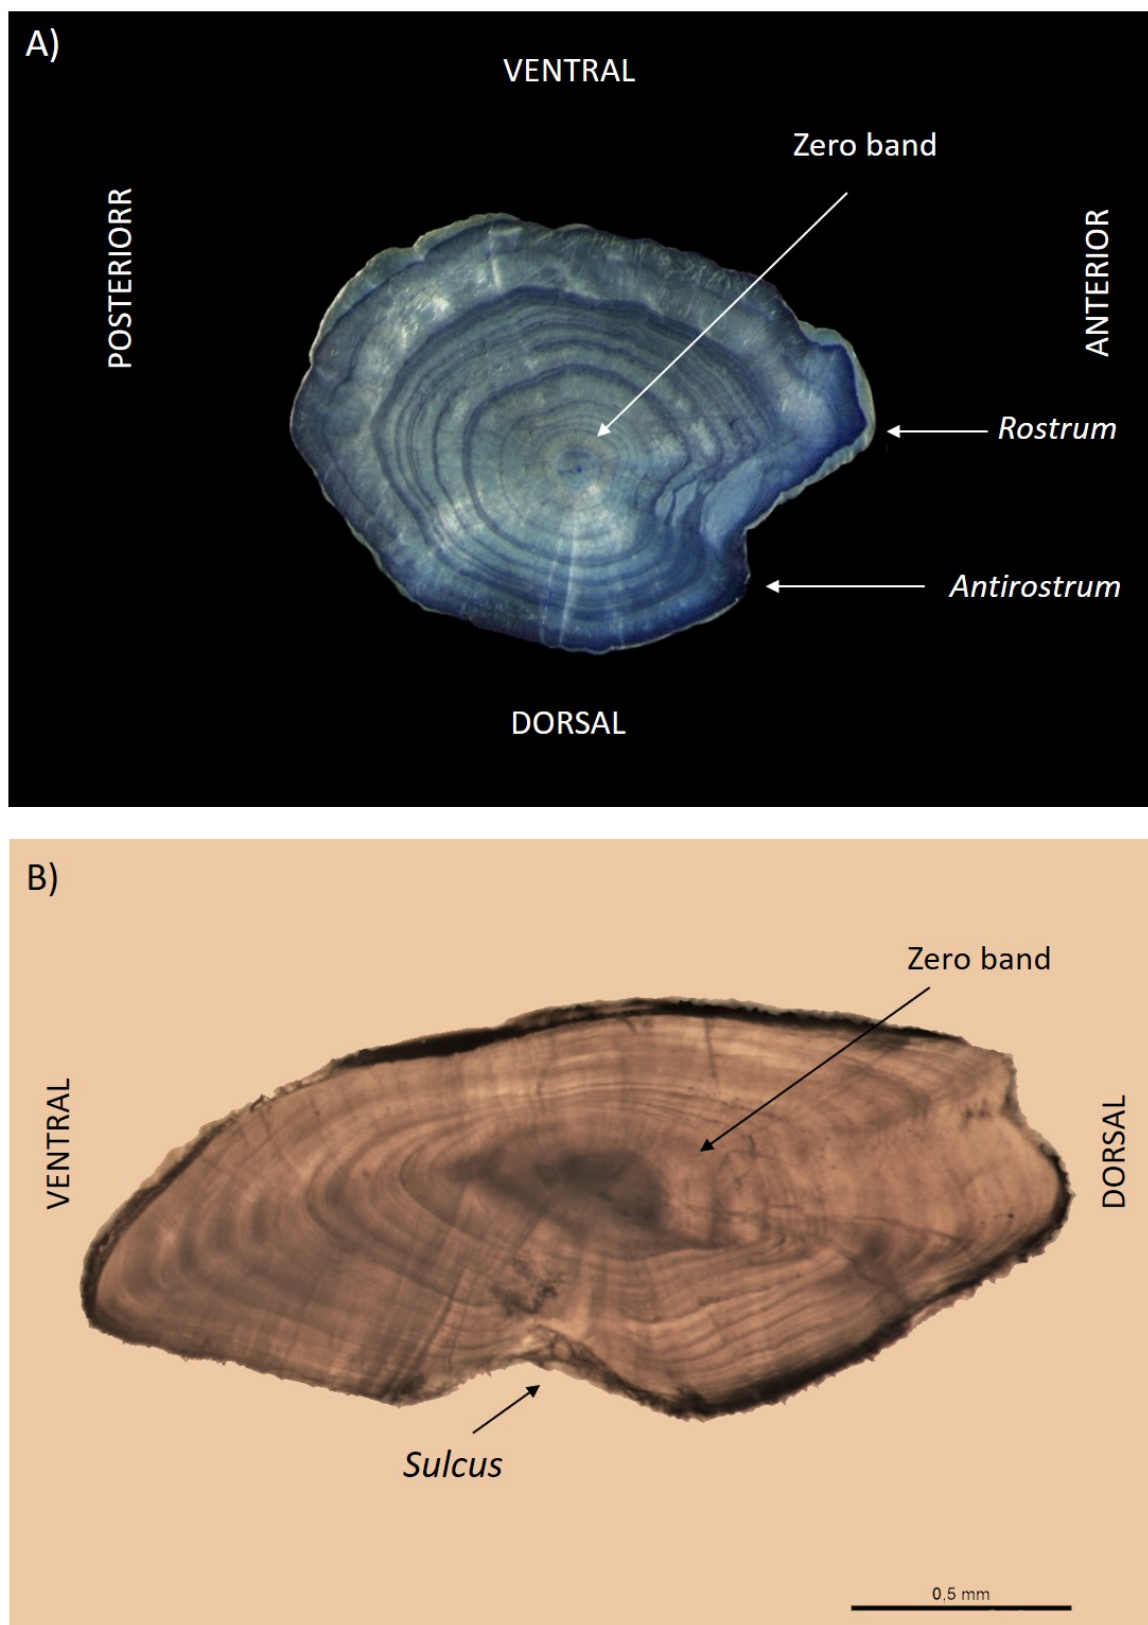 A)
VENTRAL
Zero band
POSTERIORR
ANTERIOR
Rostrum
Antirostrum
DORSAL
B)
Zero band
VENTRAL
DORSAL
Sulcus
0,5 mm